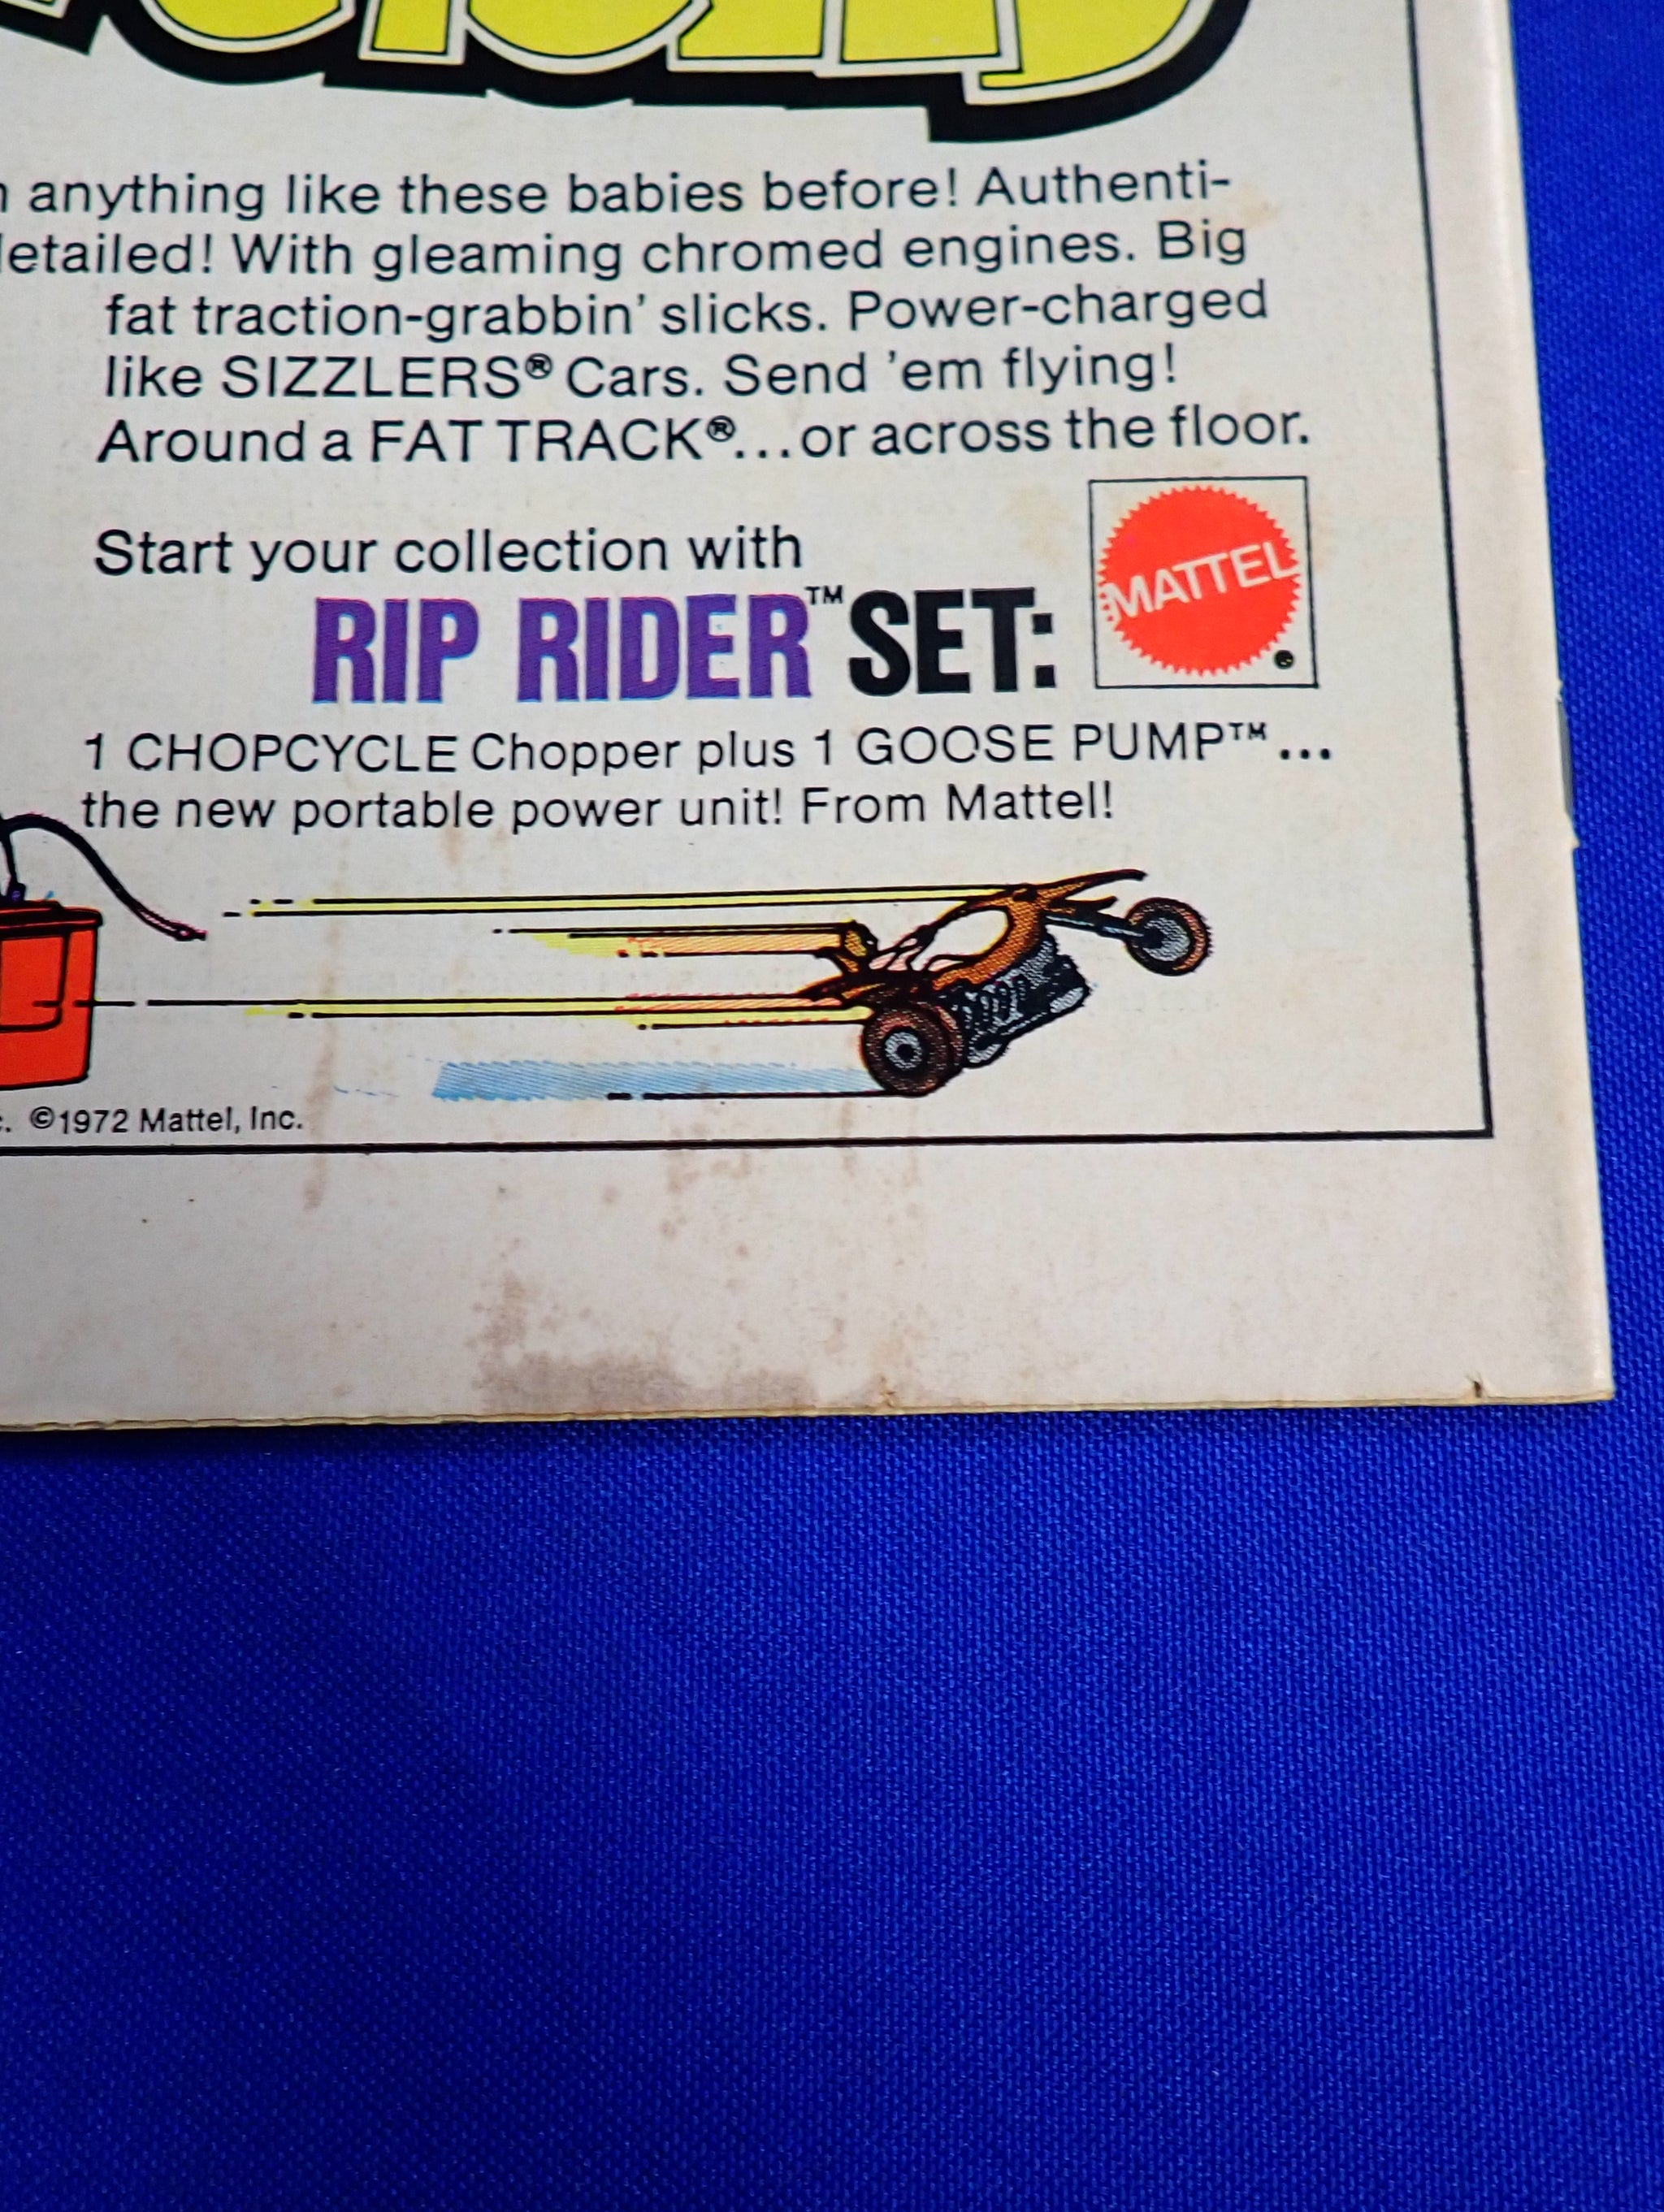 anything like these babies before! Authenti-
detailed! With gleaming chromed engines. Big
fat traction-grabbin' slicks. Power-charged
like SIZZLERS® Cars. Send 'em flying!
Around a FAT TRACK®...or across the floor.
Start your collection with
RIP RIDER™ SET:
MATTEL
1 CHOPCYCLE Chopper plus 1 GOOSE PUMP™...
the new portable power unit! From Mattel!
©1972 Mattel, Inc.